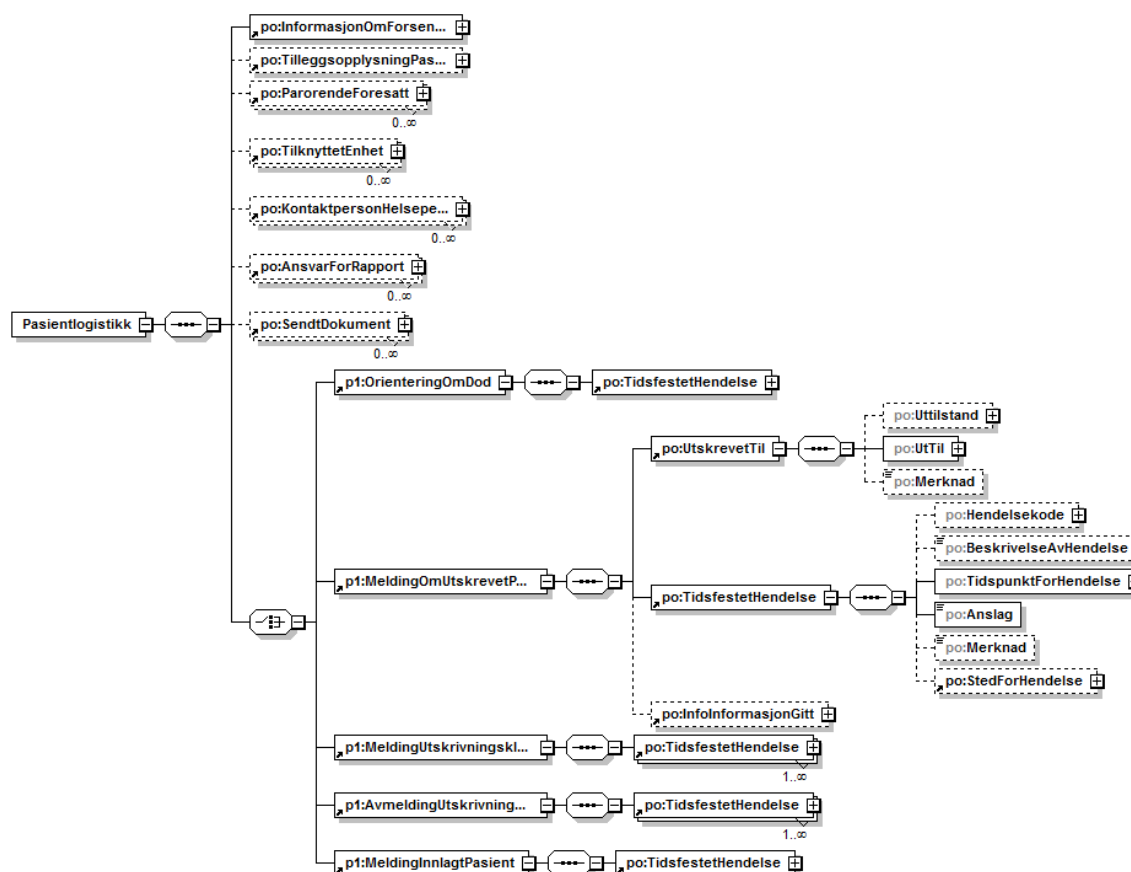 po:InformasjonOmForsen...
po:TilleggsopplysningPas...
po:ParorendeForesatt
0..∞
po:TilknyttetEnhet
0..∞
po:KontaktpersonHelsepe...
0..∞
po:AnsvarForRapport
0..∞
Pasientlogistikk
po:SendtDokument
0..∞
p1:OrienteringOmDod
po:TidsfestetHendelse
po:Uttilstand
po:UtskrevetTil
po:UtTil
po:Merknad
po:Hendelsekode
po:BeskrivelseAvHendelse
p1:MeldingOmUtskrevetP...
po:TidsfestetHendelse
po:TidspunktForHendelse
po:Anslag
po:Merknad
po:StedForHendelse
po:InfoInformasjonGitt
p1:MeldingUtskrivningskl...
po:TidsfestetHendelse
1..∞
p1:AvmeldingUtskrivning...
po:TidsfestetHendelse
1..∞
p1:MeldingInnlagtPasient
po:TidsfestetHendelse